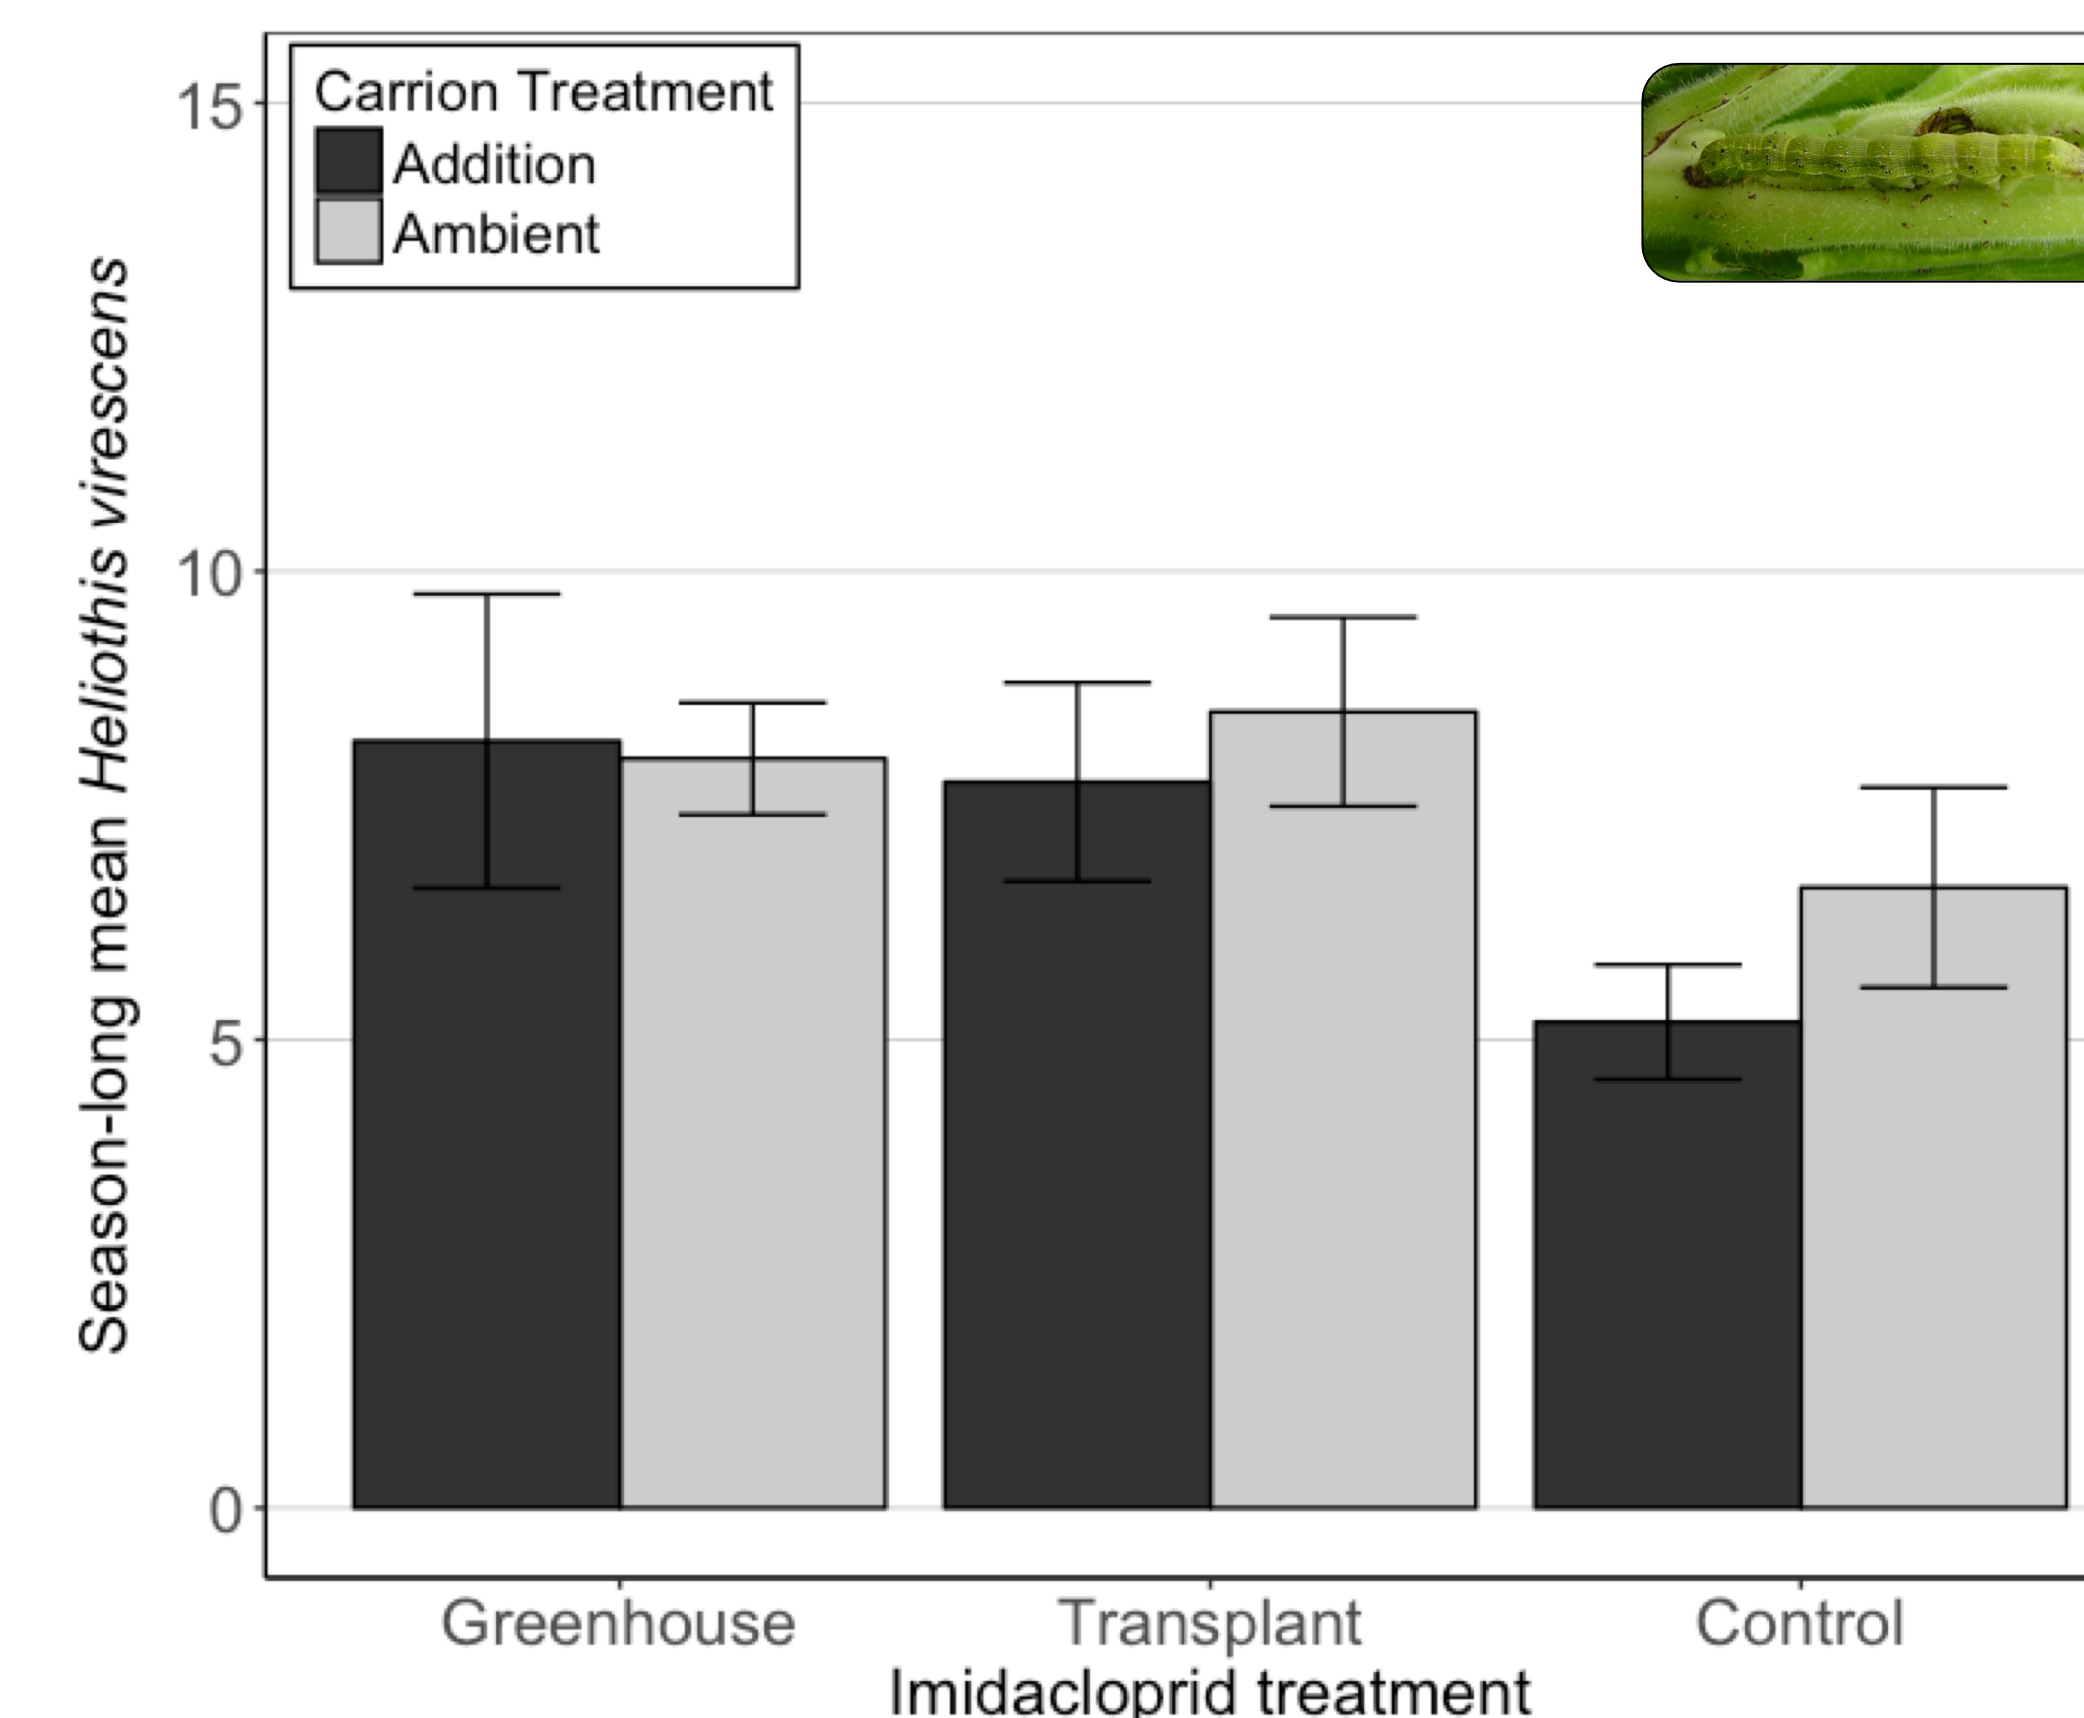 Carrion Treatment
Addition
Ambient
15
10
5
0
Season-long mean Heliothis virescens
Greenhouse
Transplant
Control
Imidacloprid treatment